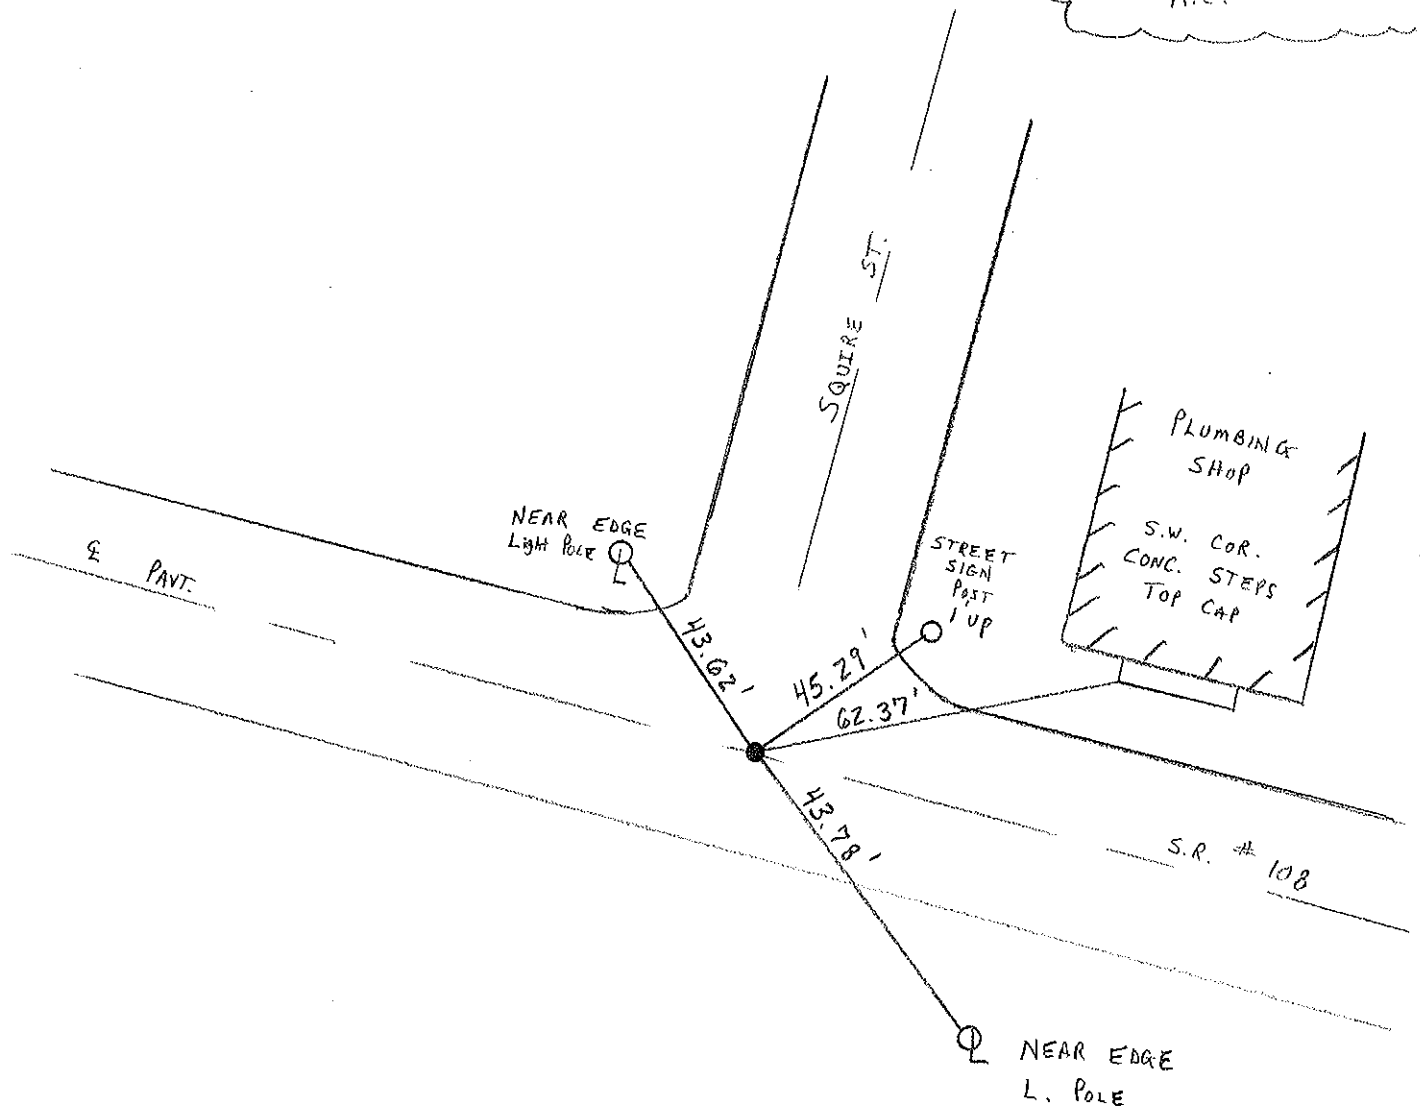 SQUIRE ST.
PLUMBING
SHOP
S.W. COR.
CONC. STEPS
TOP CAP
NEAR EDGE
Light POLE
℄ PAVT.
STREET
SIGN
POST
1' UP
43.62'
45.29'
62.37'
43.78'
S.R. # 108
NEAR EDGE
L. POLE